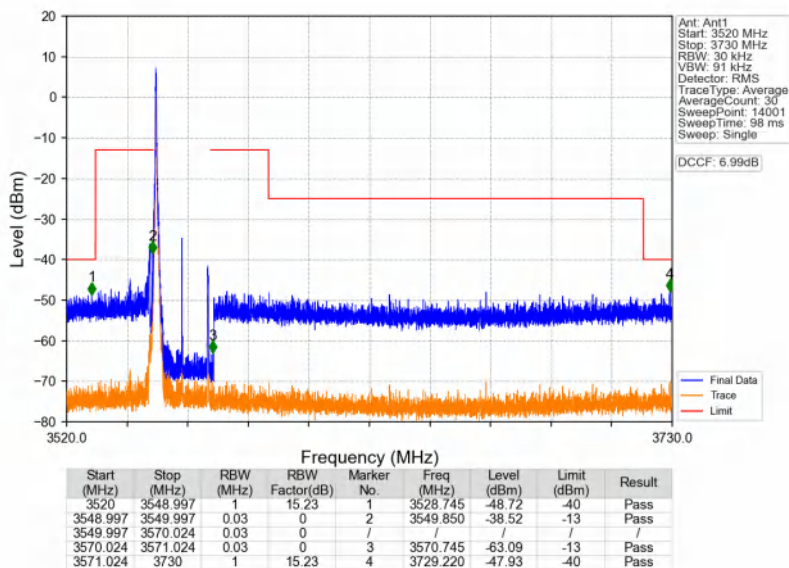 20
10
0
−10
−20
−30
−40
−50
−60
−70
−80
Level (dBm)
1
2
3
4
3520.0
3730.0
Frequency (MHz)
Ant: Ant1
Start: 3520 MHz
Stop: 3730 MHz
RBW: 30 kHz
VBW: 91 kHz
Detector: RMS
TraceType: Average
AverageCount: 30
SweepPoint: 14001
SweepTime: 98 ms
Sweep: Single
DCCF: 6.99dB
Final Data
Trace
Limit
Start (MHz) Stop (MHz) RBW (MHz) RBW Factor(dB) Marker No. Freq (MHz) Level (dBm) Limit (dBm) Result
3520 3548.997 1 15.23 1 3528.745 -48.72 -40 Pass
3548.997 3549.997 0.03 0 2 3549.850 -38.52 -13 Pass
3549.997 3570.024 0.03 0 / / / / /
3570.024 3571.024 0.03 0 3 3570.745 -63.09 -13 Pass
3571.024 3730 1 15.23 4 3729.220 -47.93 -40 Pass